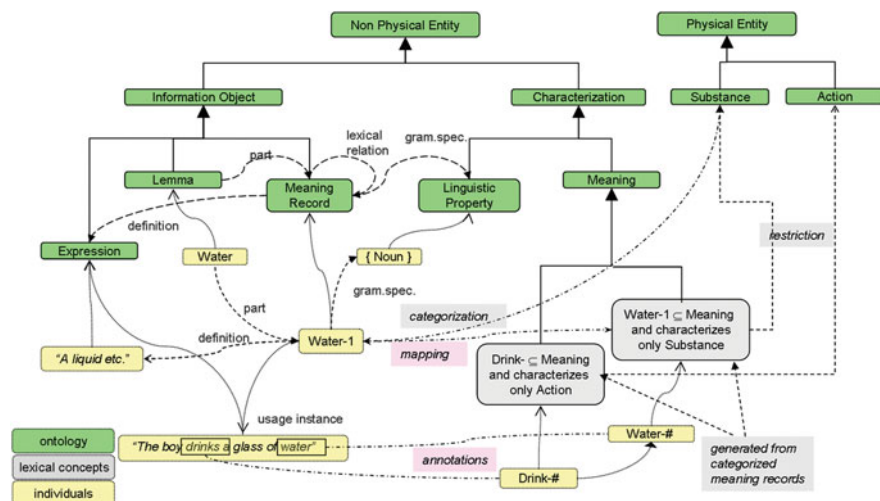 Non Physical Entity
Physical Entity
Information Object
Characterization
Substance
Action
lexical
relation
gram.spec.
part
Lemma
Meaning
Record
Linguistic
Property
Meaning
definition
restriction
Expression
Water
{ Noun }
gram.spec.
part
categorization
Water-1 ⊆ Meaning
and characterizes
only Substance
definition
Water-1
mapping
"A liquid etc."
Drink- ⊆ Meaning
and characterizes
only Action
usage instance
ontology
"The boy drinks a glass of water"
Water-#
generated from
categorized
meaning records
lexical concepts
annotations
individuals
Drink-#